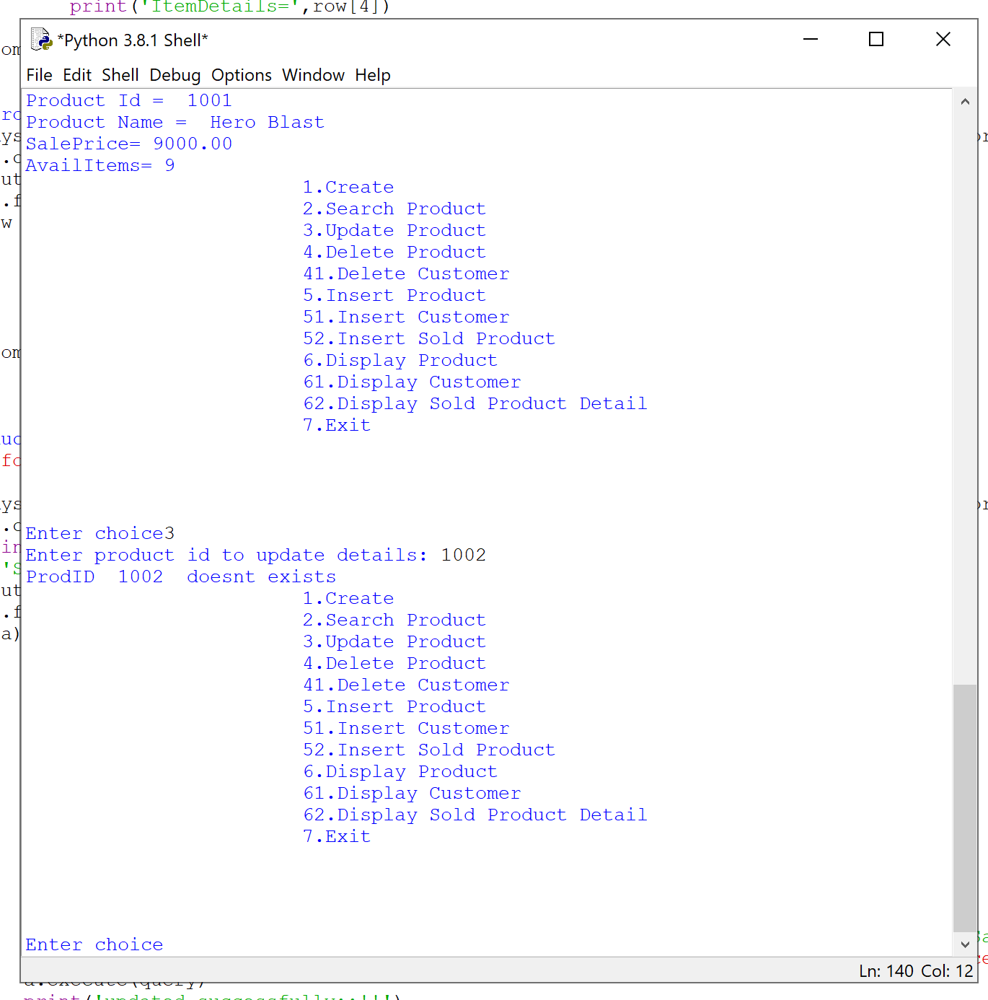 print('ItemDetails=',row[4])
*Python 3.8.1 Shell*
File Edit Shell Debug Options Window Help
Product Id =  1001
Product Name =  Hero Blast
SalePrice= 9000.00
AvailItems= 9
1.Create
2.Search Product
3.Update Product
4.Delete Product
41.Delete Customer
5.Insert Product
51.Insert Customer
52.Insert Sold Product
6.Display Product
61.Display Customer
62.Display Sold Product Detail
7.Exit
Enter choice3
Enter product id to update details: 1002
ProdID  1002  doesnt exists
1.Create
2.Search Product
3.Update Product
4.Delete Product
41.Delete Customer
5.Insert Product
51.Insert Customer
52.Insert Sold Product
6.Display Product
61.Display Customer
62.Display Sold Product Detail
7.Exit
Enter choice
Ln: 140 Col: 12
a.execute(query)
print('updated successfully::!!!')